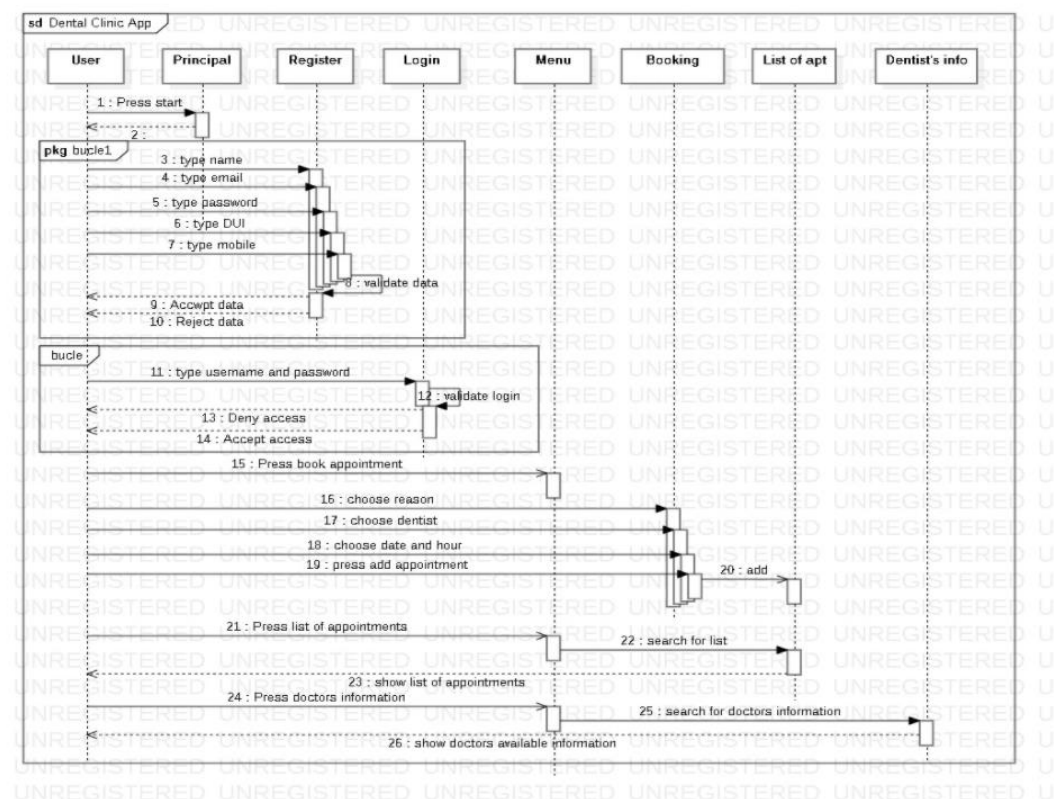 sd Dental Clinic App
User
Principal
Register
Login
Menu
Booking
List of apt
Dentist's info
1 : Press start
2 :
pkg bucle1
3 : type name
4 : type email
5 : type password
6 : type DUI
7 : type mobile
8 : validate data
9 : Accwpt data
10 : Reject data
bucle
11 : type username and password
12 : validate login
13 : Deny access
14 : Accept access
15 : Press book appointment
16 : choose reason
17 : choose dentist
18 : choose date and hour
19 : press add appointment
20 : add
21 : Press list of appointments
22 : search for list
23 : show list of appointments
24 : Press doctors information
25 : search for doctors information
26 : show doctors available information
UNREGISTERED